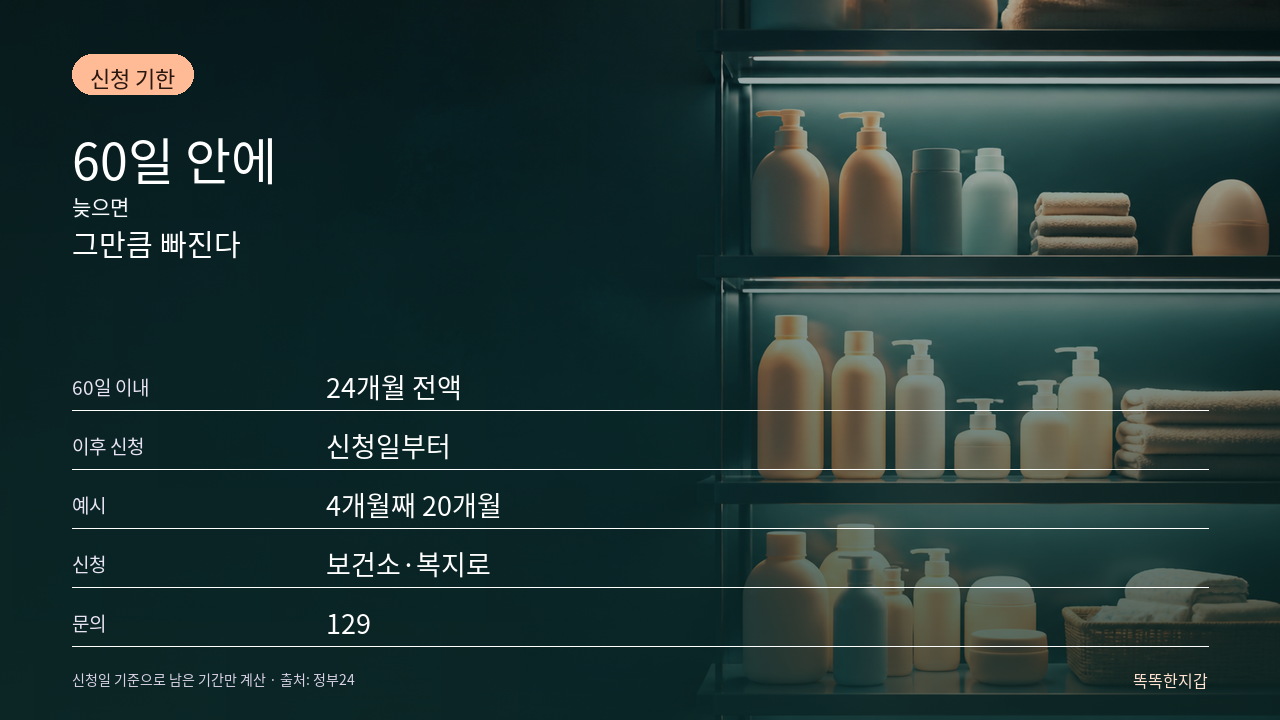 신청 기한
60일 안에
늦으면
그만큼 빠진다
60일 이내 24개월 전액
이후 신청 신청일부터
예시 4개월째 20개월
신청 보건소·복지로
문의 129
신청일 기준으로 남은 기간만 계산 · 출처: 정부24
똑똑한지갑